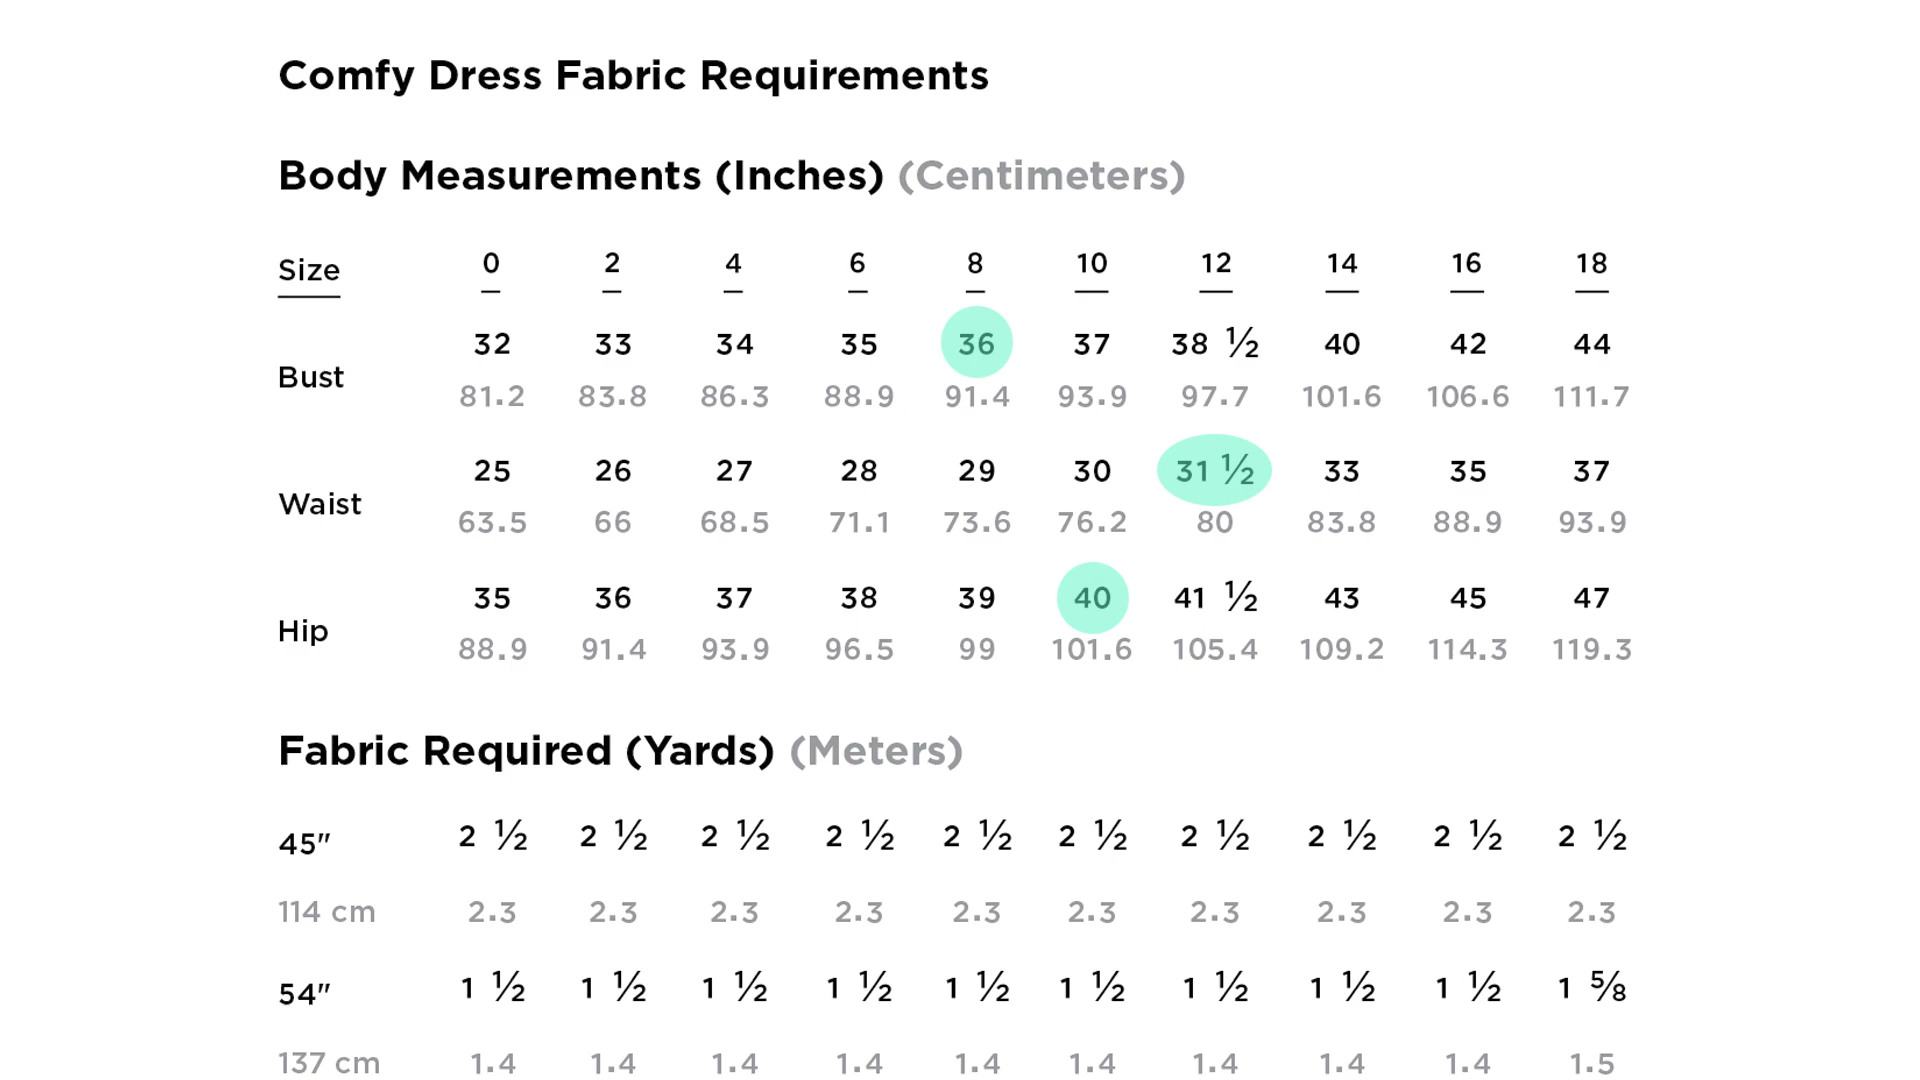 Comfy Dress Fabric Requirements
Body Measurements (Inches) (Centimeters)
Size 0 2 4 6 8 10 12 14 16 18
Bust 32 33 34 35 36 37 38 ½ 40 42 44
81.2 83.8 86.3 88.9 91.4 93.9 97.7 101.6 106.6 111.7
Waist 25 26 27 28 29 30 31 ½ 33 35 37
63.5 66 68.5 71.1 73.6 76.2 80 83.8 88.9 93.9
Hip 35 36 37 38 39 40 41 ½ 43 45 47
88.9 91.4 93.9 96.5 99 101.6 105.4 109.2 114.3 119.3
Fabric Required (Yards) (Meters)
45" 2 ½ 2 ½ 2 ½ 2 ½ 2 ½ 2 ½ 2 ½ 2 ½ 2 ½ 2 ½
114 cm 2.3 2.3 2.3 2.3 2.3 2.3 2.3 2.3 2.3 2.3
54" 1 ½ 1 ½ 1 ½ 1 ½ 1 ½ 1 ½ 1 ½ 1 ½ 1 ½ 1 ⅝
137 cm 1.4 1.4 1.4 1.4 1.4 1.4 1.4 1.4 1.4 1.5